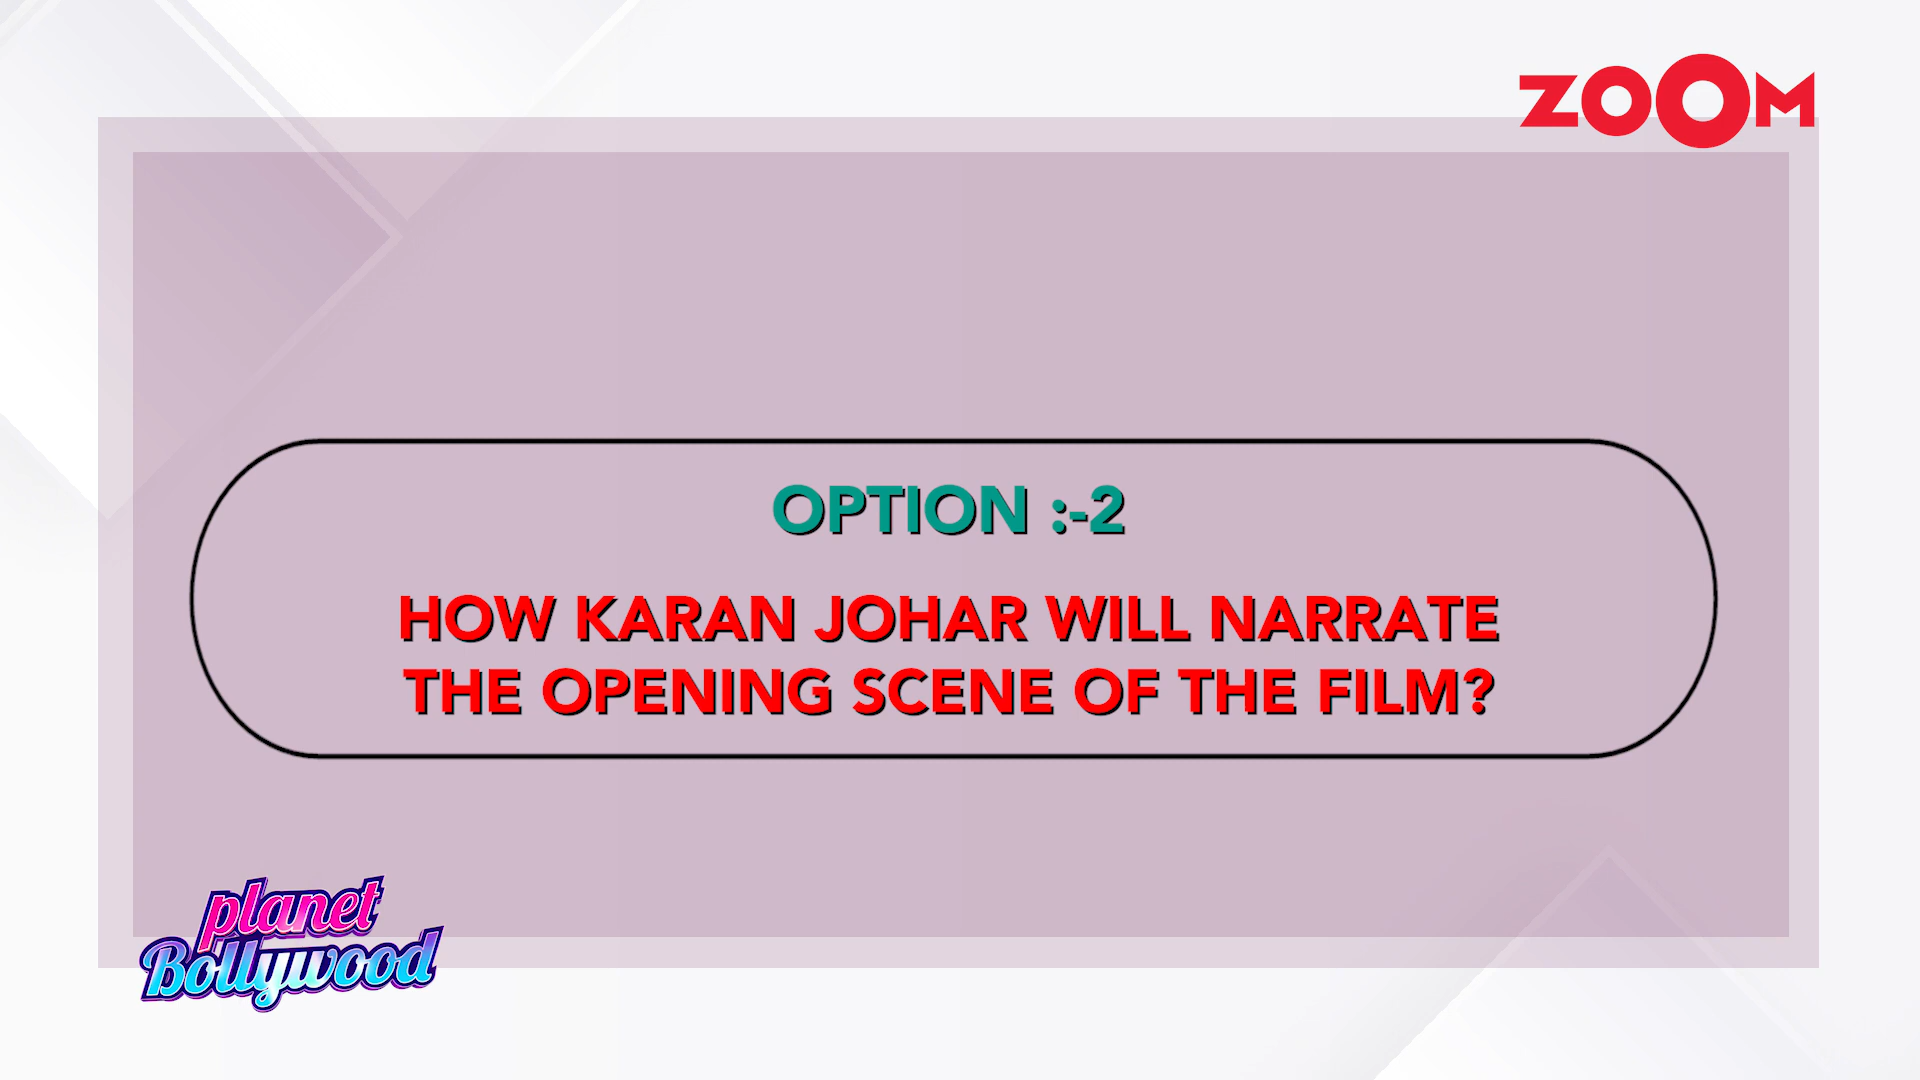 ZOOM
OPTION :-2
HOW KARAN JOHAR WILL NARRATE
THE OPENING SCENE OF THE FILM?
planet
Bollywood